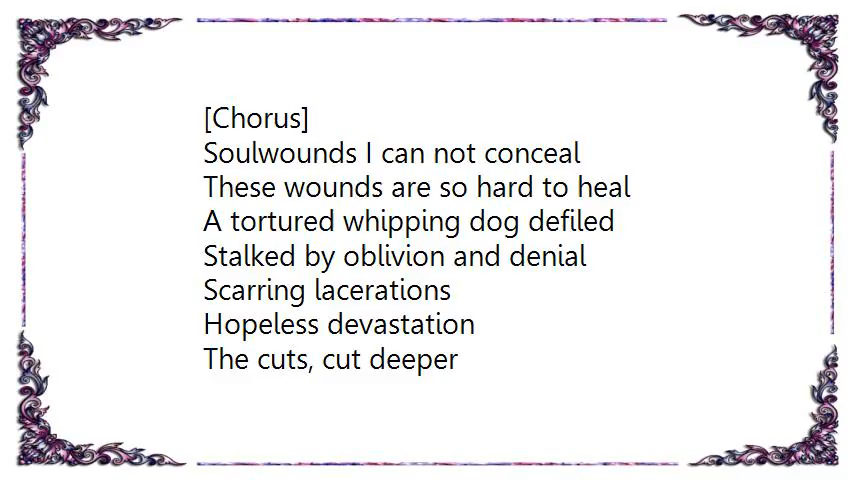 [Chorus]
Soulwounds I can not conceal
These wounds are so hard to heal
A tortured whipping dog defiled
Stalked by oblivion and denial
Scarring lacerations
Hopeless devastation
The cuts, cut deeper